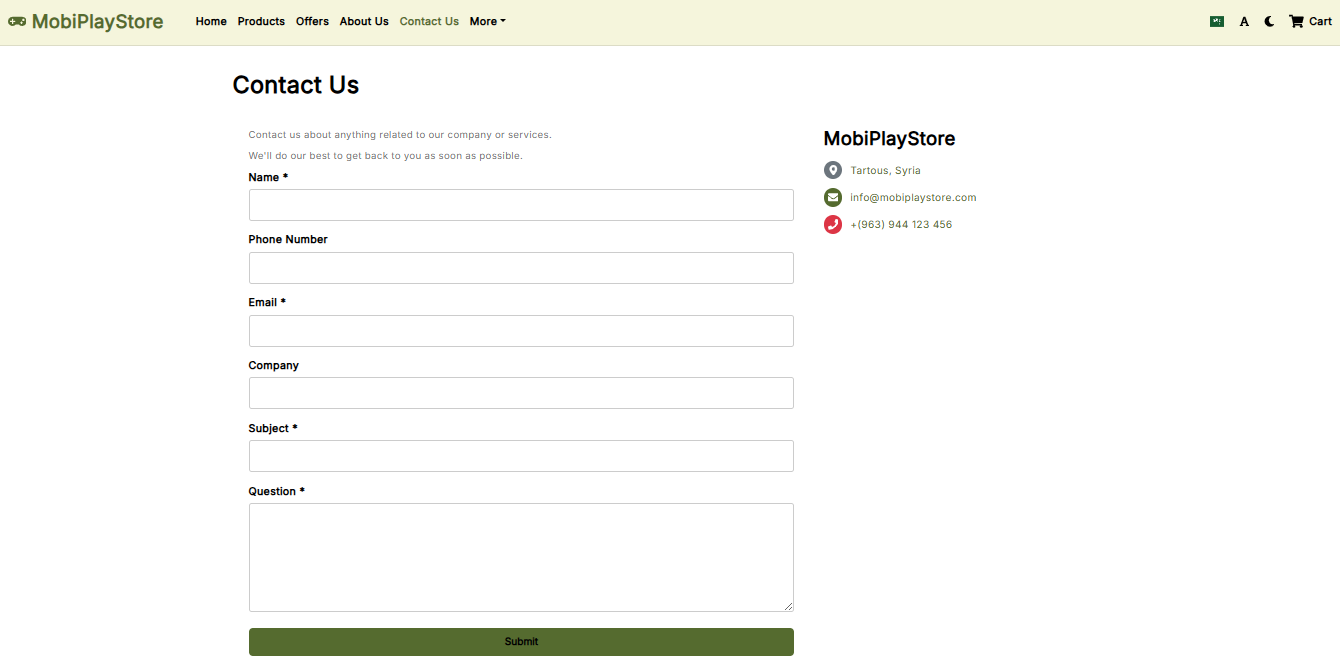 MobiPlayStore Home Products Offers About Us Contact Us More A Cart
Contact Us
Contact us about anything related to our company or services.
We'll do our best to get back to you as soon as possible.
Name *
Phone Number
Email *
Company
Subject *
Question *
Submit
MobiPlayStore
Tartous, Syria
info@mobiplaystore.com
+(963) 944 123 456